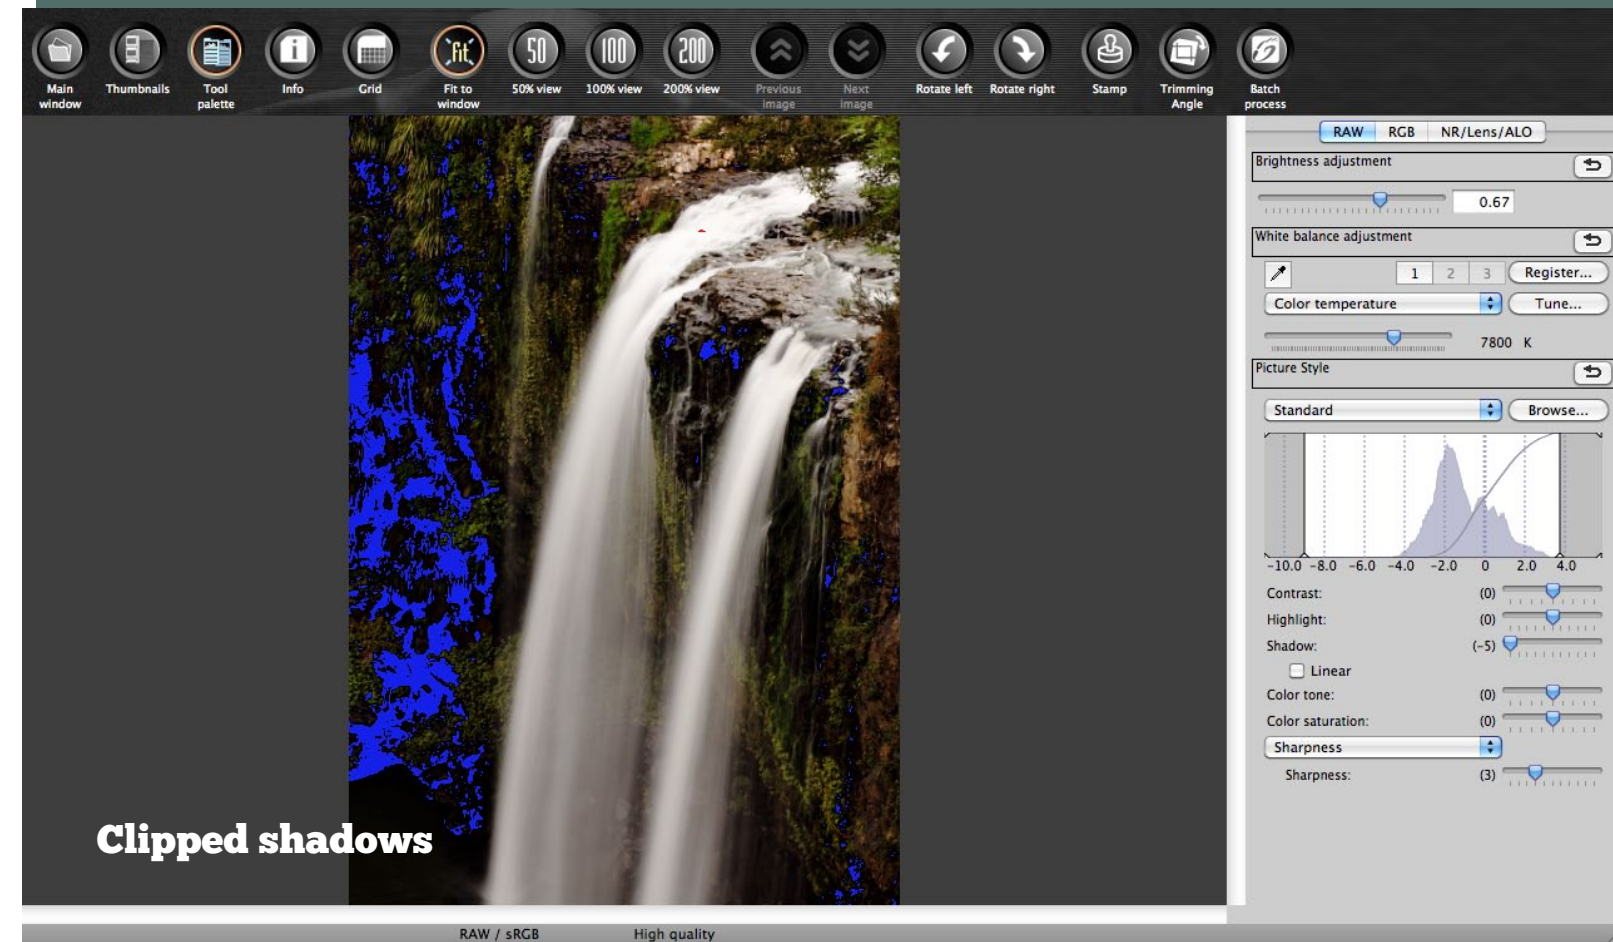 fit
50
100
200
Main window
Thumbnails
Tool palette
Info
Grid
Fit to window
50% view
100% view
200% view
Previous image
Next image
Rotate left
Rotate right
Stamp
Trimming Angle
Batch process
RAW RGB NR/Lens/ALO
Brightness adjustment
0.67
White balance adjustment
1 2 3 Register...
Color temperature Tune...
7800 K
Picture Style
Standard Browse...
-10.0 -8.0 -6.0 -4.0 -2.0 0 2.0 4.0
Contrast: (0)
Highlight: (0)
Shadow: (-5)
Linear
Color tone: (0)
Color saturation: (0)
Sharpness
Sharpness: (3)
Clipped shadows
RAW / sRGB High quality